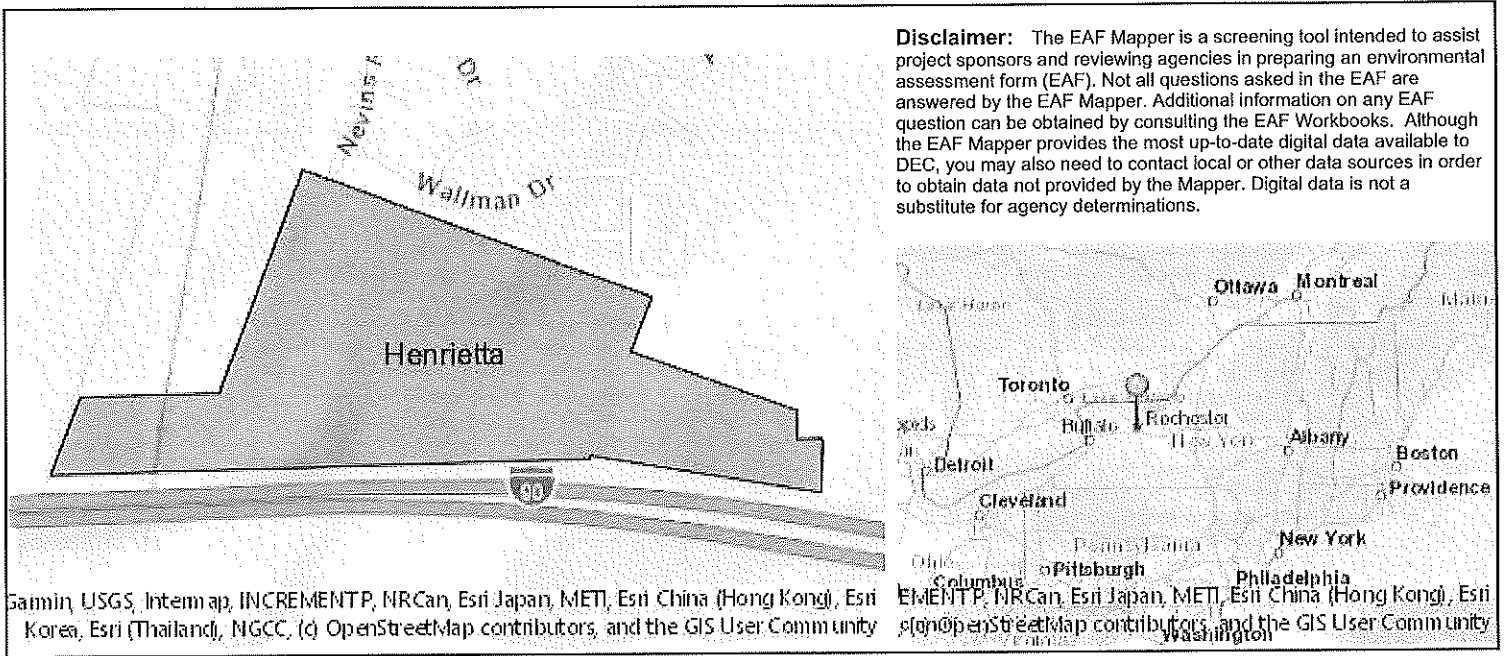 Disclaimer: The EAF Mapper is a screening tool intended to assist
project sponsors and reviewing agencies in preparing an environmental
assessment form (EAF). Not all questions asked in the EAF are
answered by the EAF Mapper. Additional information on any EAF
question can be obtained by consulting the EAF Workbooks. Although
the EAF Mapper provides the most up-to-date digital data available to
DEC, you may also need to contact local or other data sources in order
to obtain data not provided by the Mapper. Digital data is not a
substitute for agency determinations.
Nevins
Dr
Wallman Dr
Henrietta
Garmin, USGS, Intermap, INCREMENT P, NRCan, Esri Japan, METI, Esri China (Hong Kong), Esri
Korea, Esri (Thailand), NGCC, (c) OpenStreetMap contributors, and the GIS User Community
Ottawa
Montreal
Lake Huron
Toronto
Rochester
Buffalo
New York
Albany
Boston
Detroit
Providence
Cleveland
New York
Pennsylvania
Ohio
Pittsburgh
Columbus
Philadelphia
EMENT P, NRCan, Esri Japan, METI, Esri China (Hong Kong), Esri
OpenStreetMap contributors, and the GIS User Community
Washington